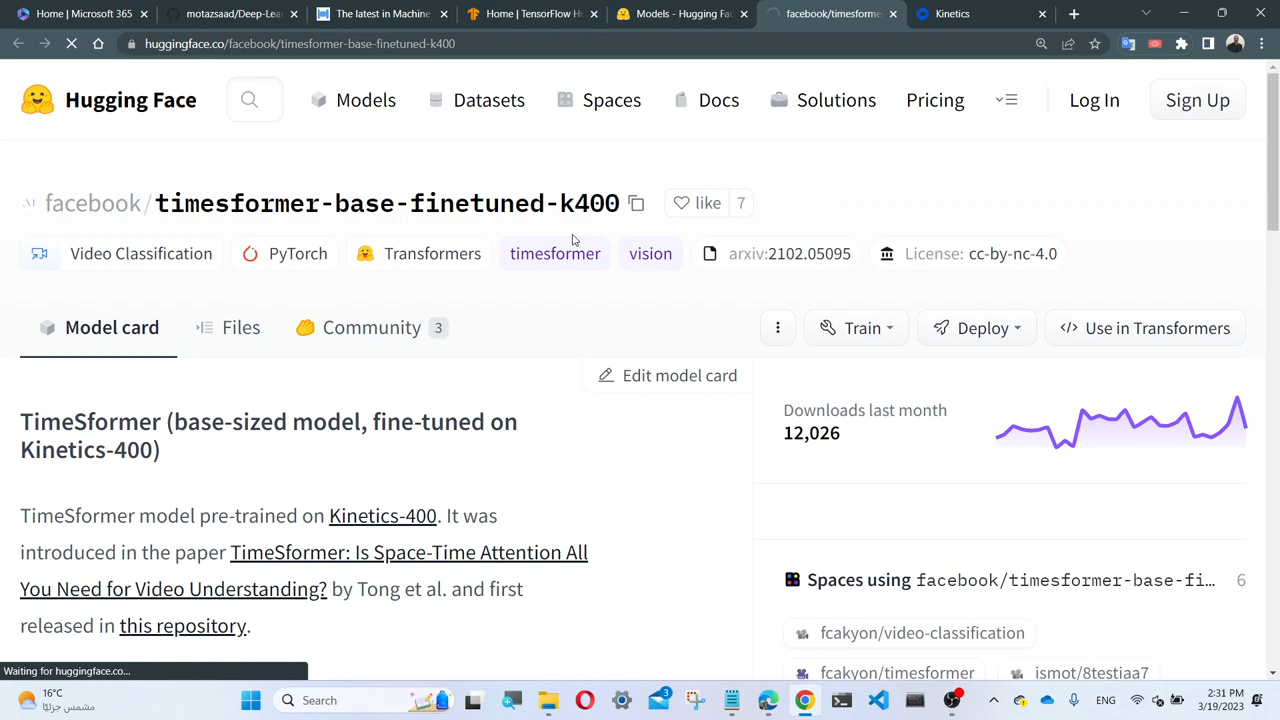 Home | Microsoft 365
motazsaad/Deep-Lea
The latest in Machine
Home | TensorFlow Hu
Models - Hugging Fac
facebook/timesforme
Kinetics
huggingface.co/facebook/timesformer-base-finetuned-k400
Hugging Face
Models
Datasets
Spaces
Docs
Solutions
Pricing
Log In
Sign Up
facebook/timesformer-base-finetuned-k400
like
7
Video Classification
PyTorch
Transformers
timesformer
vision
arxiv:2102.05095
License: cc-by-nc-4.0
Model card
Files
Community
3
Train
Deploy
</> Use in Transformers
Edit model card
TimeSformer (base-sized model, fine-tuned on
Kinetics-400)
TimeSformer model pre-trained on Kinetics-400. It was
introduced in the paper TimeSformer: Is Space-Time Attention All
You Need for Video Understanding? by Tong et al. and first
released in this repository.
Downloads last month
12,026
Spaces using facebook/timesformer-base-fi…
6
fcakyon/video-classification
fcakyon/timesformer
ismot/8testiaa7
Waiting for huggingface.co...
16°C
مشمس جزئيًا
Search
3
ENG
2:31 PM
3/19/2023